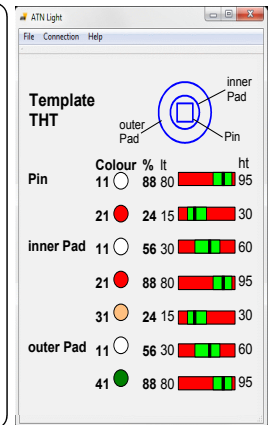 ATN Light
File Connection Help
Template
THT
inner
Pad
outer
Pad
Pin
Colour % lt ht
Pin 11 88 80 95
21 24 15 30
inner Pad 11 56 30 60
21 88 80 95
31 24 15 30
outer Pad 11 56 30 60
41 88 80 95